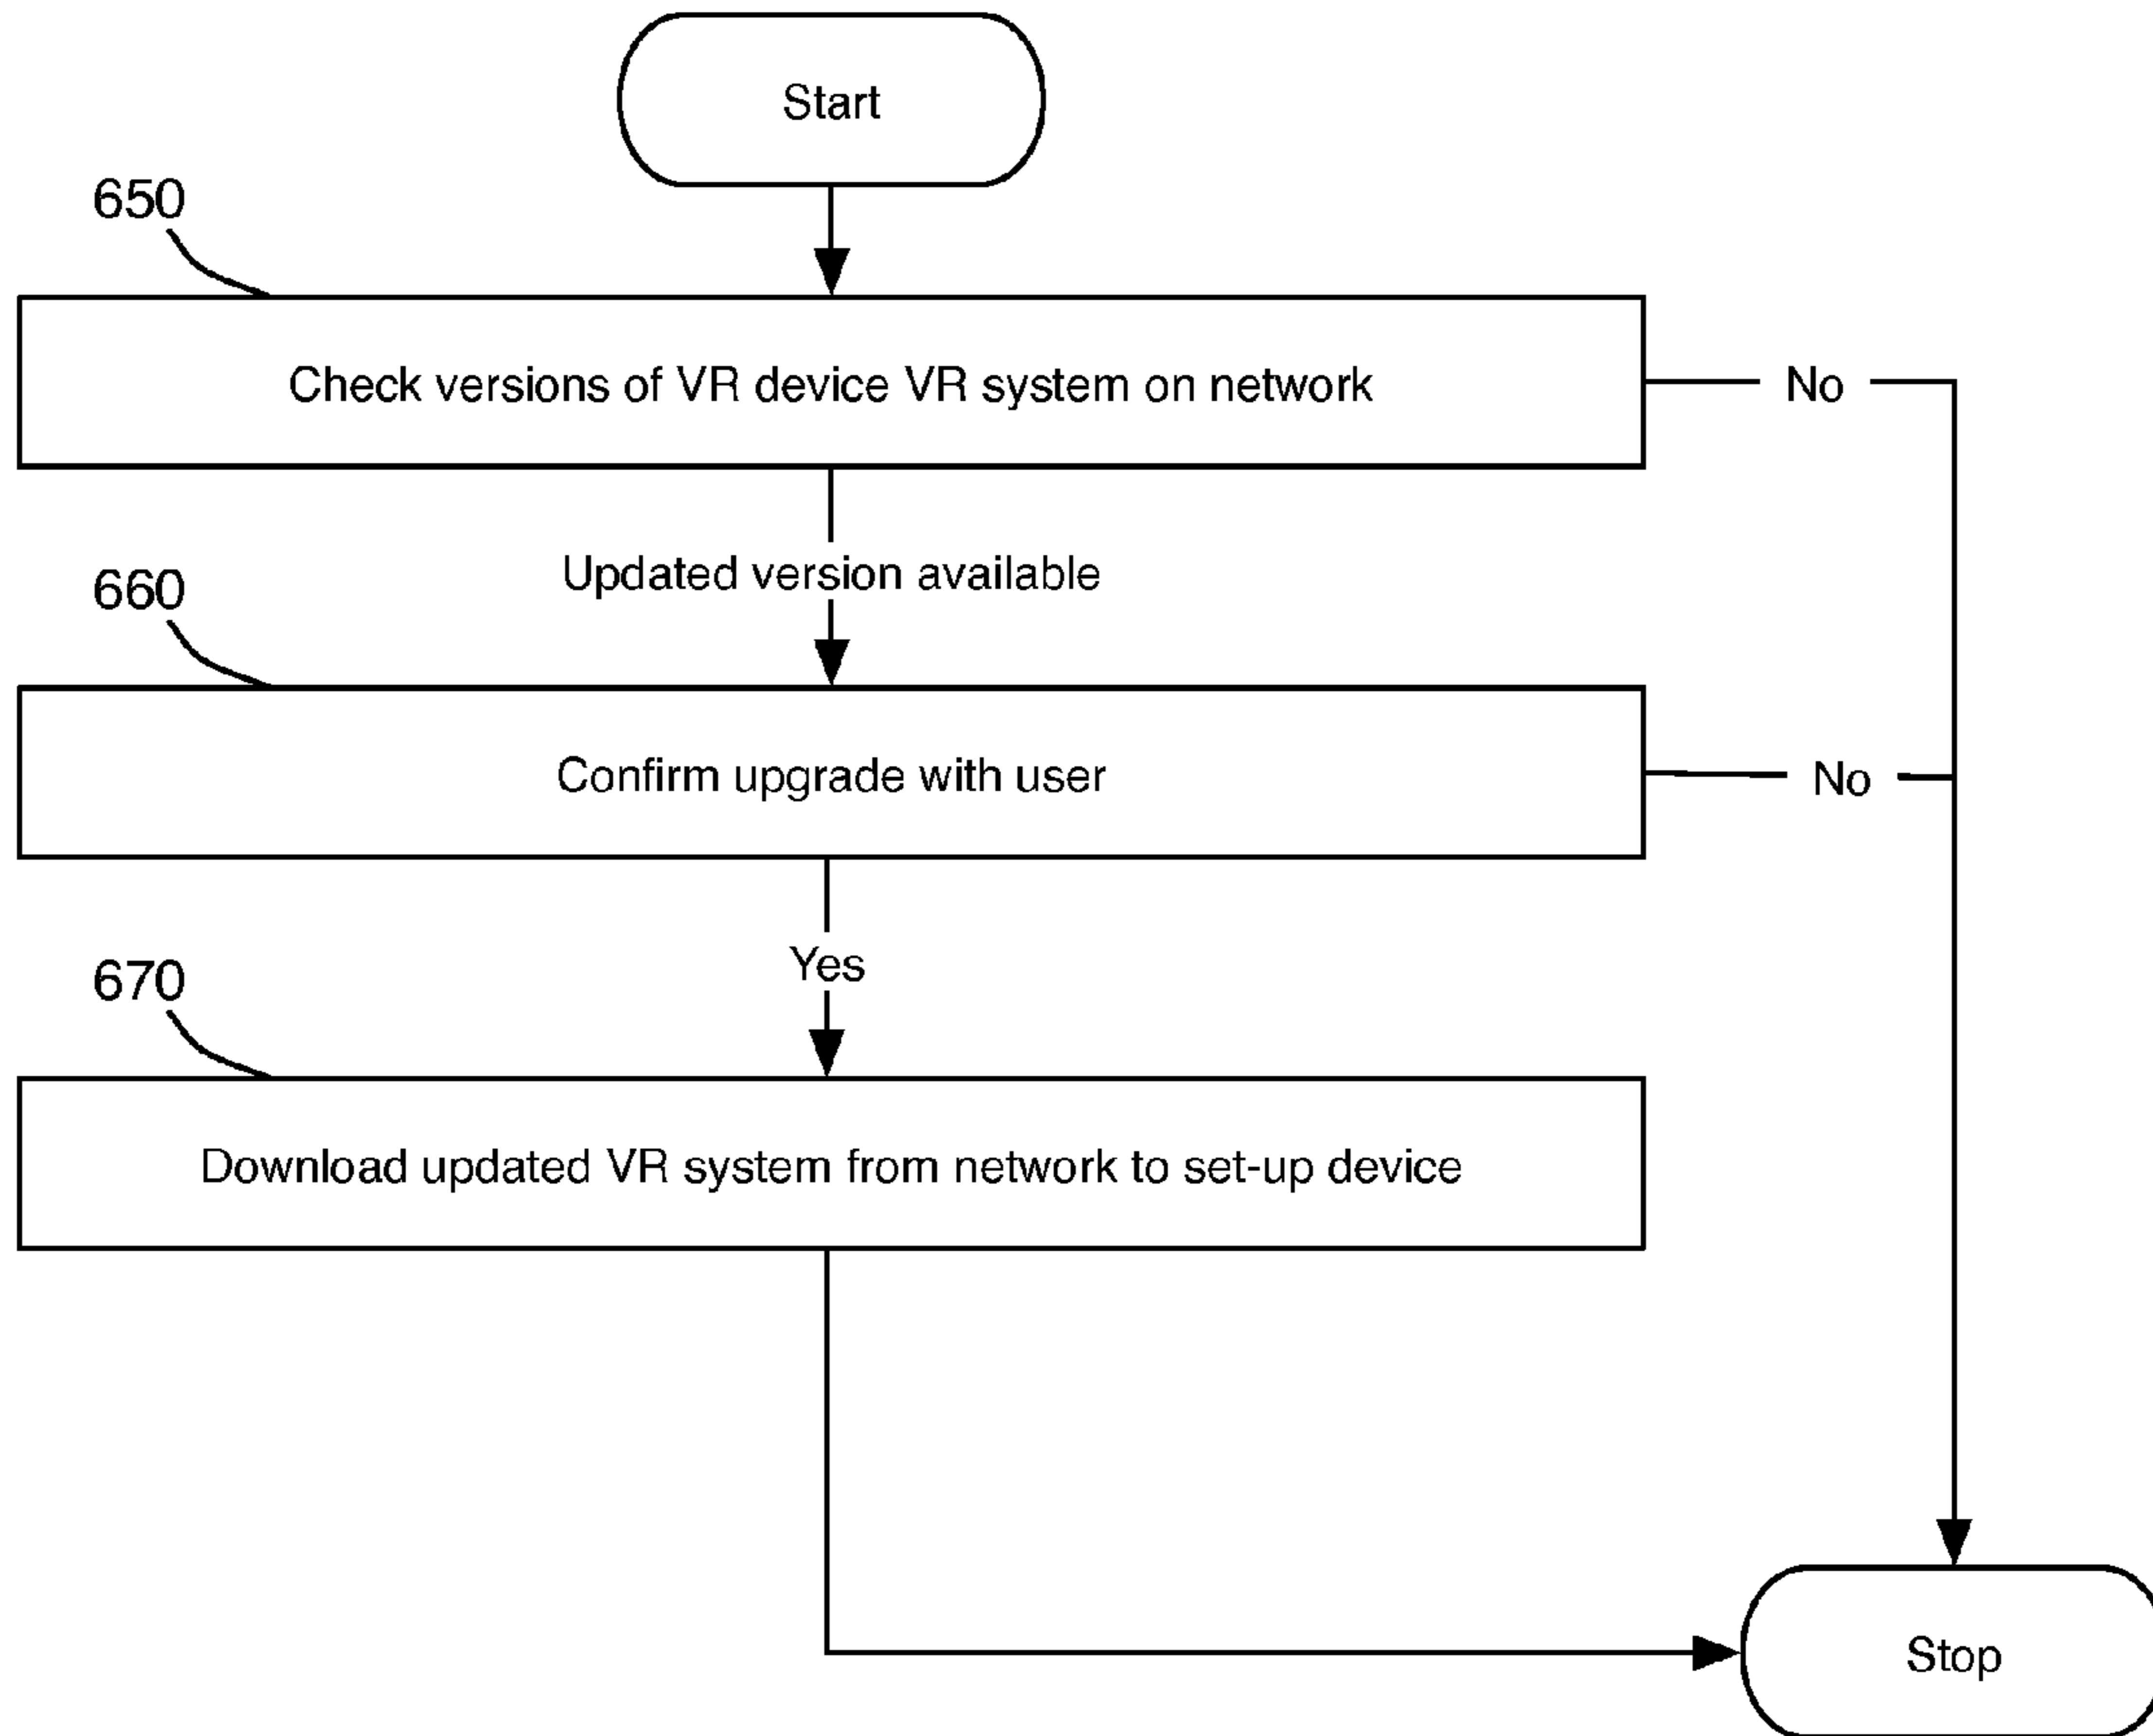 Start
650
Check versions of VR device VR system on network
No
Updated version available
660
Confirm upgrade with user
No
Yes
670
Download updated VR system from network to set-up device
Stop